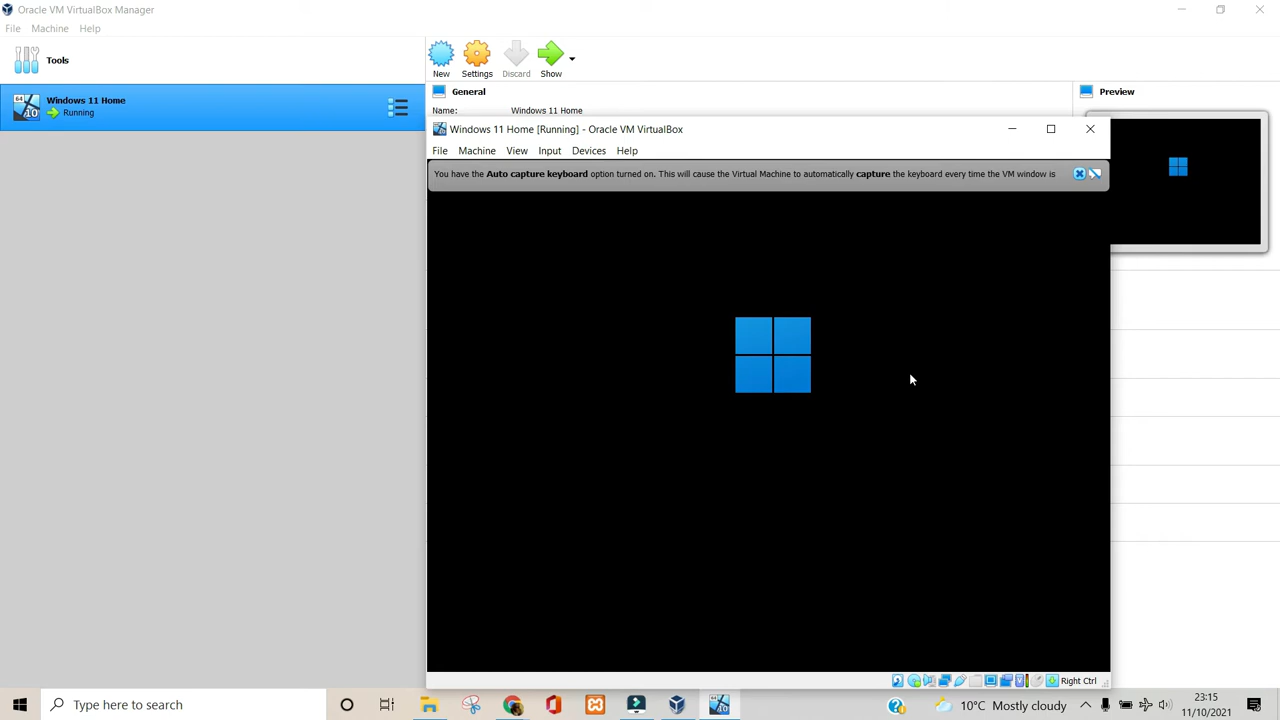 Oracle VM VirtualBox Manager
File Machine Help
Tools
New Settings Discard Show
64
10
Windows 11 Home
Running
General
Preview
Name: Windows 11 Home
Windows 11 Home [Running] - Oracle VM VirtualBox
File Machine View Input Devices Help
You have the Auto capture keyboard option turned on. This will cause the Virtual Machine to automatically capture the keyboard every time the VM window is
Right Ctrl
Type here to search
10°C Mostly cloudy
23:15
11/10/2021